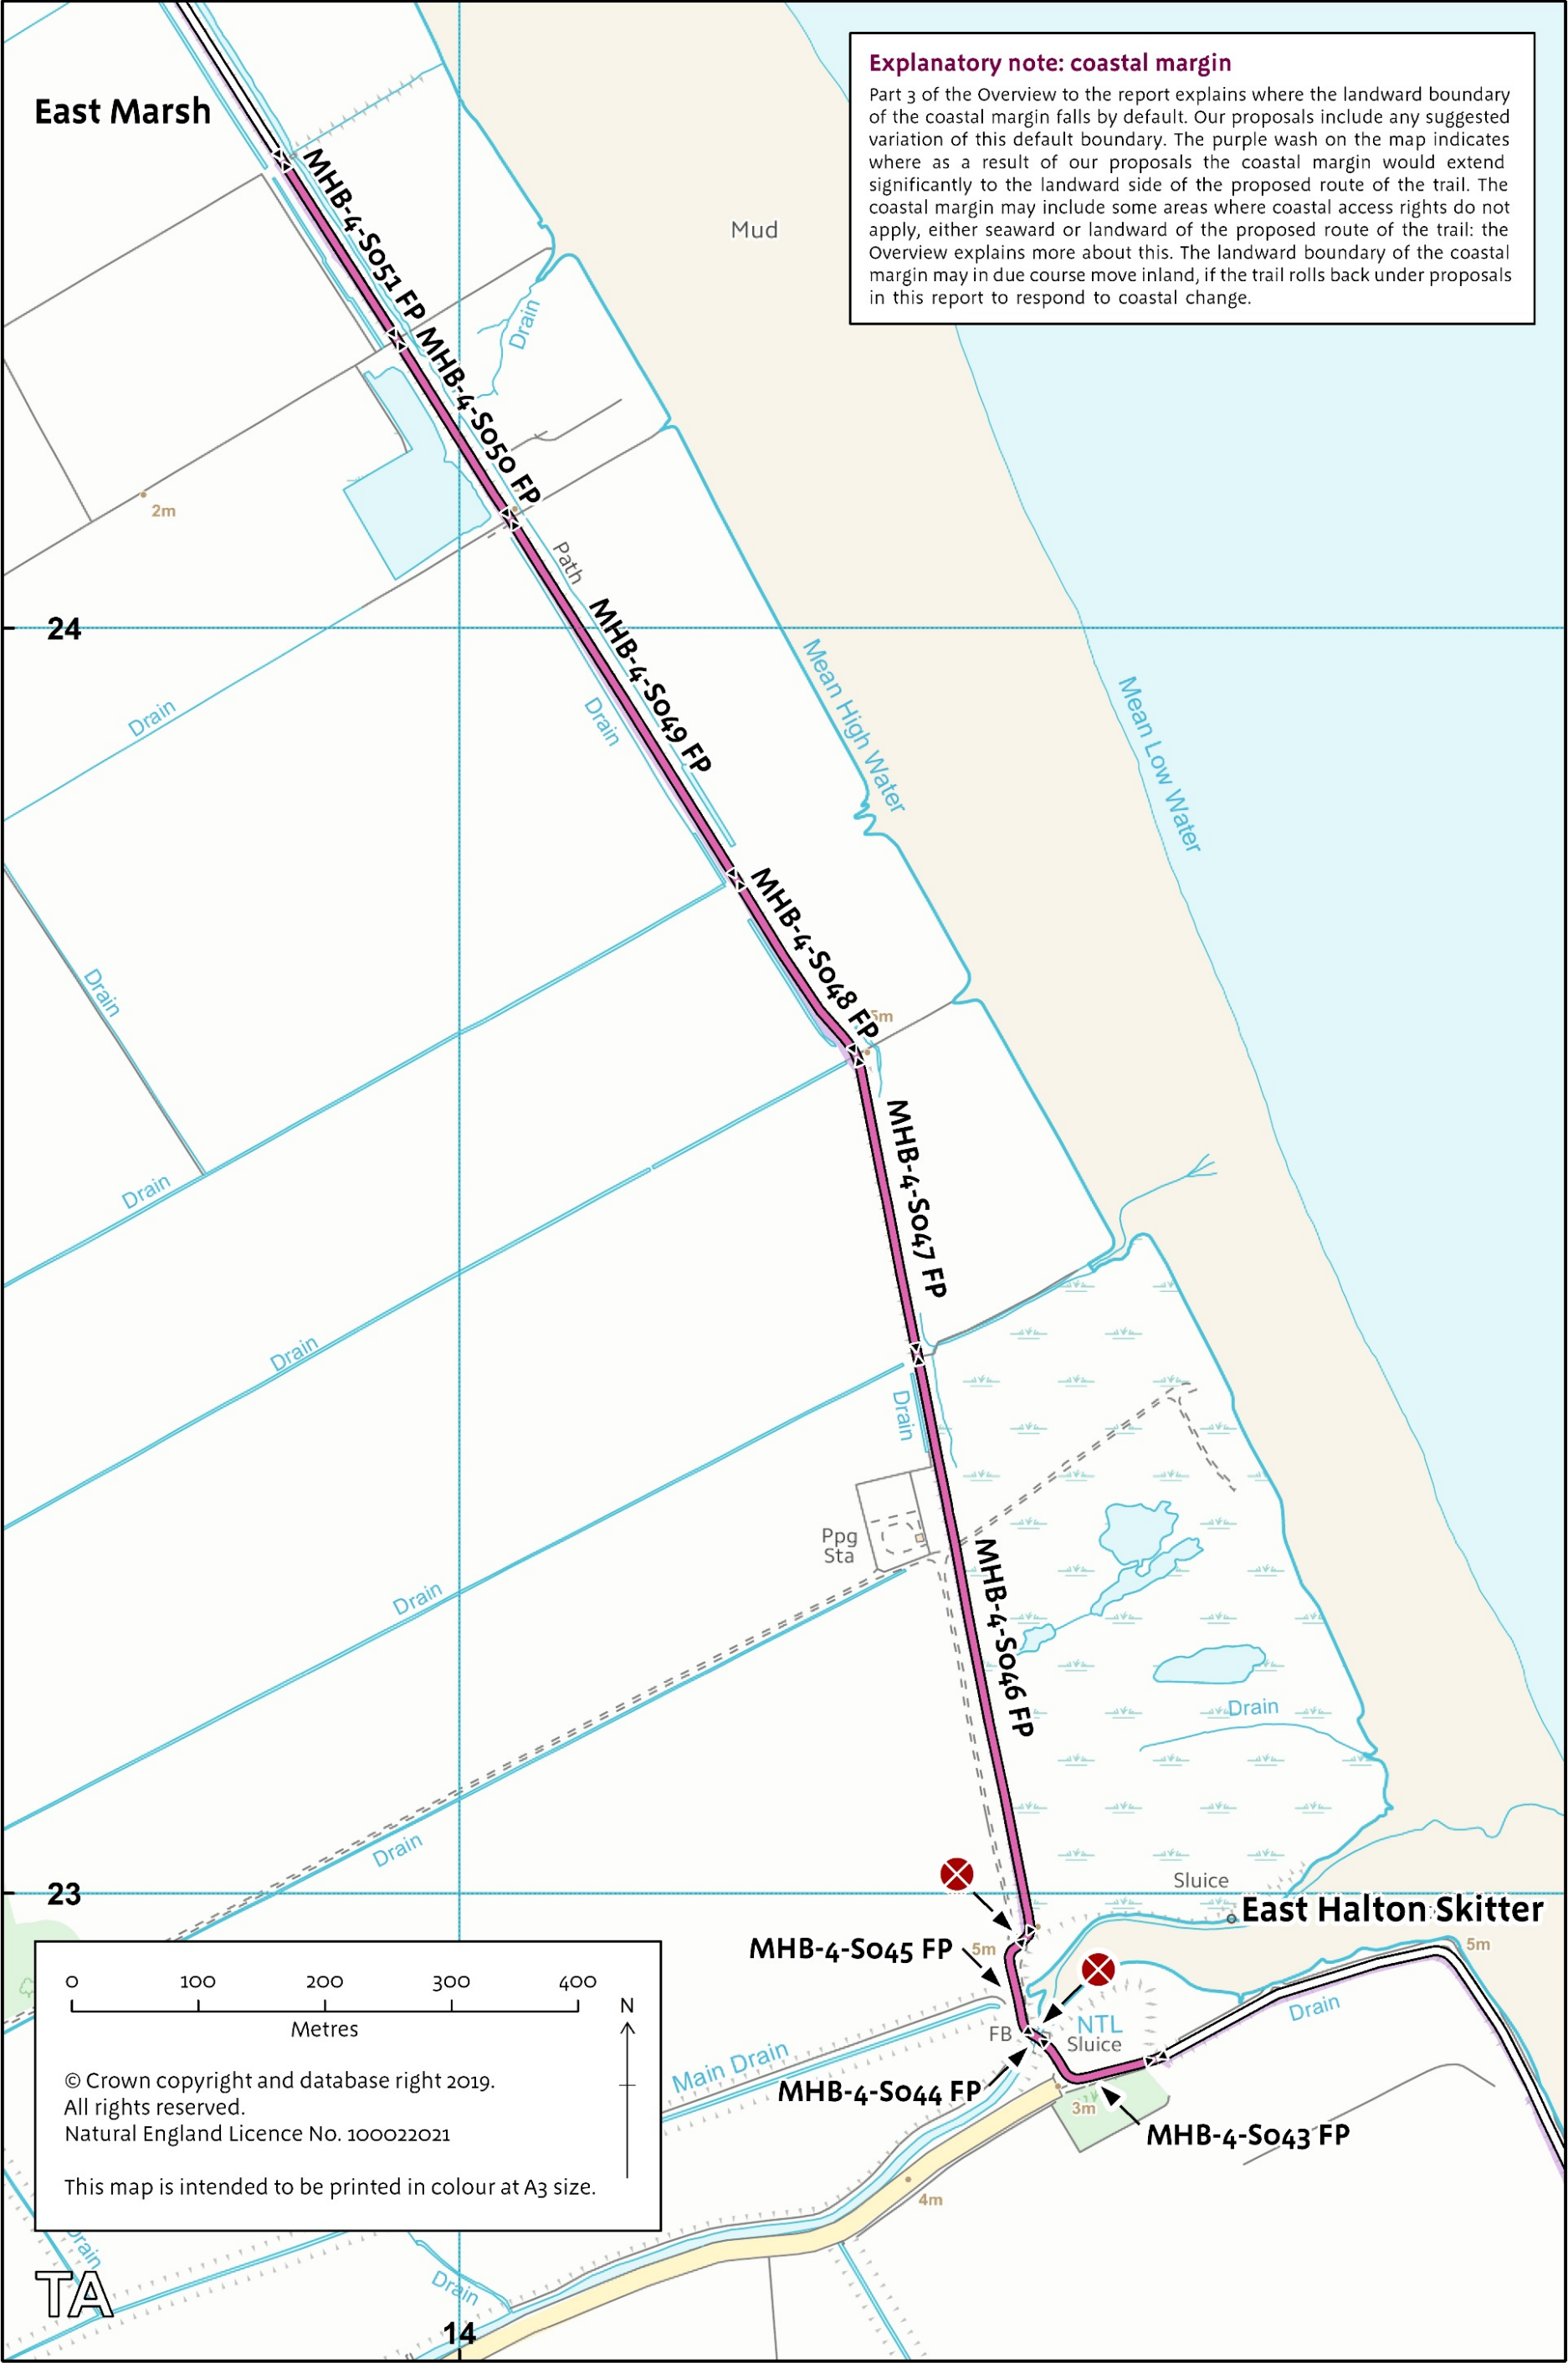 Explanatory note: coastal margin
Part 3 of the Overview to the report explains where the landward boundary
of the coastal margin falls by default. Our proposals include any suggested
variation of this default boundary. The purple wash on the map indicates
where as a result of our proposals the coastal margin would extend
significantly to the landward side of the proposed route of the trail. The
coastal margin may include some areas where coastal access rights do not
apply, either seaward or landward of the proposed route of the trail: the
Overview explains more about this. The landward boundary of the coastal
margin may in due course move inland, if the trail rolls back under proposals
in this report to respond to coastal change.
East Marsh
MHB-4-S051 FP
Mud
Drain
MHB-4-S050 FP
2m
Path
24
MHB-4-S049 FP
Mean High Water
Mean Low Water
Drain
Drain
MHB-4-S048 FP
5m
Drain
MHB-4-S047 FP
Drain
Drain
Drain
Ppg
Sta
MHB-4-S046 FP
Drain
Drain
Drain
23
Sluice
East Halton Skitter
MHB-4-S045 FP
5m
5m
NTL
Drain
FB
Sluice
Main Drain
MHB-4-S044 FP
3m
MHB-4-S043 FP
4m
0 100 200 300 400
Metres
N
© Crown copyright and database right 2019.
All rights reserved.
Natural England Licence No. 100022021
This map is intended to be printed in colour at A3 size.
Drain
Drain
TA
14